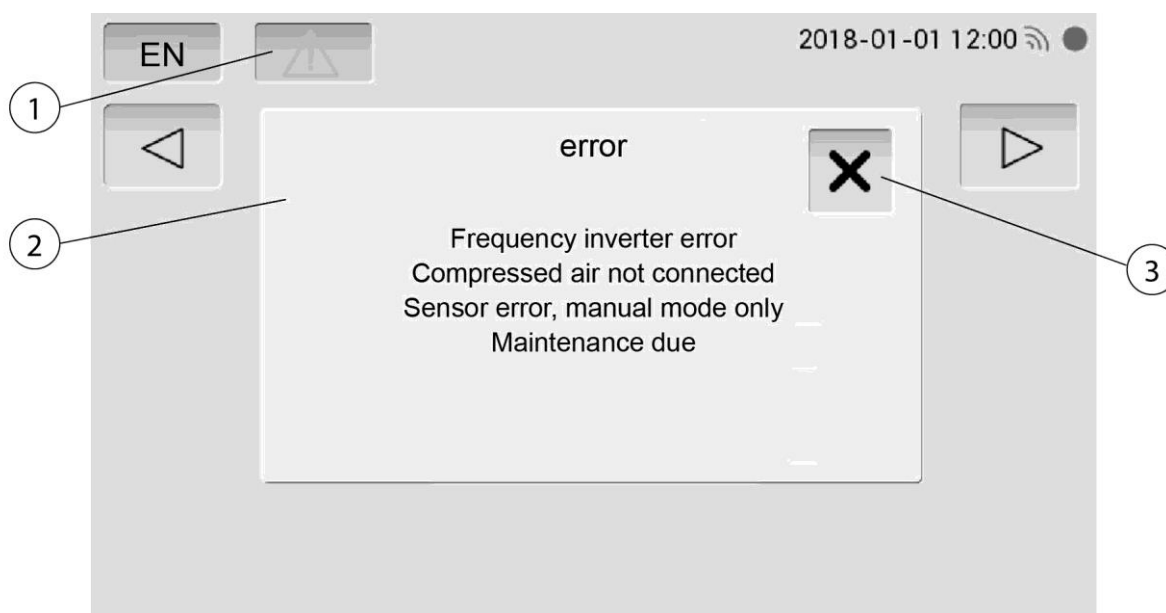 EN
2018-01-01 12:00
1
error
2
Frequency inverter error
Compressed air not connected
Sensor error, manual mode only
Maintenance due
3